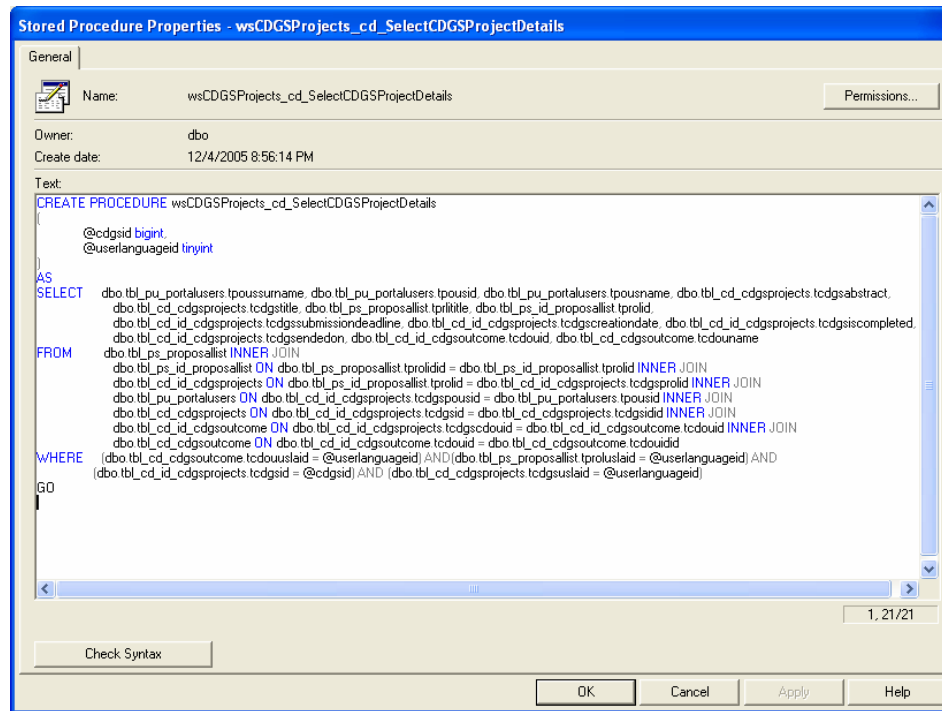 Stored Procedure Properties - wsCDGSProjects_cd_SelectCDGSProjectDetails
General
Name: wsCDGSProjects_cd_SelectCDGSProjectDetails Permissions...
Owner: dbo
Create date: 12/4/2005 8:56:14 PM
Text:
CREATE PROCEDURE wsCDGSProjects_cd_SelectCDGSProjectDetails
(
@cdgsid bigint,
@userlanguageid tinyint
)
AS
SELECT dbo.tbl_pu_portalusers.tpoussurname, dbo.tbl_pu_portalusers.tpousid, dbo.tbl_pu_portalusers.tpousname, dbo.tbl_cd_cdgsprojects.tcdgsabstract,
dbo.tbl_cd_cdgsprojects.tcdgstitle, dbo.tbl_ps_proposallist.tprlititle, dbo.tbl_ps_id_proposallist.tprolid,
dbo.tbl_cd_id_cdgsprojects.tcdgssubmissiondeadline, dbo.tbl_cd_id_cdgsprojects.tcdgscreationdate, dbo.tbl_cd_id_cdgsprojects.tcdgsiscompleted,
dbo.tbl_cd_id_cdgsprojects.tcdgsendedon, dbo.tbl_cd_id_cdgsoutcome.tcdouid, dbo.tbl_cd_cdgsoutcome.tcdouname
FROM dbo.tbl_ps_proposallist INNER JOIN
dbo.tbl_ps_id_proposallist ON dbo.tbl_ps_proposallist.tprolidid = dbo.tbl_ps_id_proposallist.tprolid INNER JOIN
dbo.tbl_cd_id_cdgsprojects ON dbo.tbl_ps_id_proposallist.tprolid = dbo.tbl_cd_id_cdgsprojects.tcdgsprolid INNER JOIN
dbo.tbl_pu_portalusers ON dbo.tbl_cd_id_cdgsprojects.tcdgspousid = dbo.tbl_pu_portalusers.tpousid INNER JOIN
dbo.tbl_cd_cdgsprojects ON dbo.tbl_cd_id_cdgsprojects.tcdgsid = dbo.tbl_cd_cdgsprojects.tcdgsidid INNER JOIN
dbo.tbl_cd_id_cdgsoutcome ON dbo.tbl_cd_id_cdgsprojects.tcdgscdouid = dbo.tbl_cd_id_cdgsoutcome.tcdouid INNER JOIN
dbo.tbl_cd_cdgsoutcome ON dbo.tbl_cd_id_cdgsoutcome.tcdouid = dbo.tbl_cd_cdgsoutcome.tcdouidid
WHERE (dbo.tbl_cd_cdgsoutcome.tcdouuslaid = @userlanguageid) AND(dbo.tbl_ps_proposallist.tproluslaid = @userlanguageid) AND
(dbo.tbl_cd_id_cdgsprojects.tcdgsid = @cdgsid) AND (dbo.tbl_cd_cdgsprojects.tcdgsuslaid = @userlanguageid)
GO
1, 21/21
Check Syntax
OK Cancel Apply Help